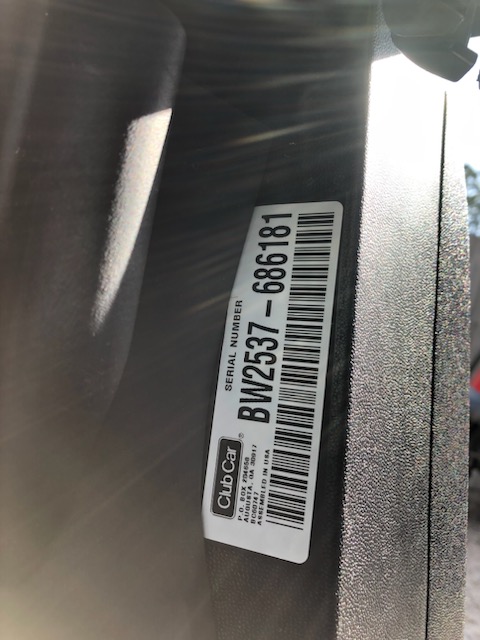 Club Car®
P.O. BOX 204658
AUGUSTA, GA 30917
ASSEMBLED IN USA
SERIAL NUMBER
BW2537-686181